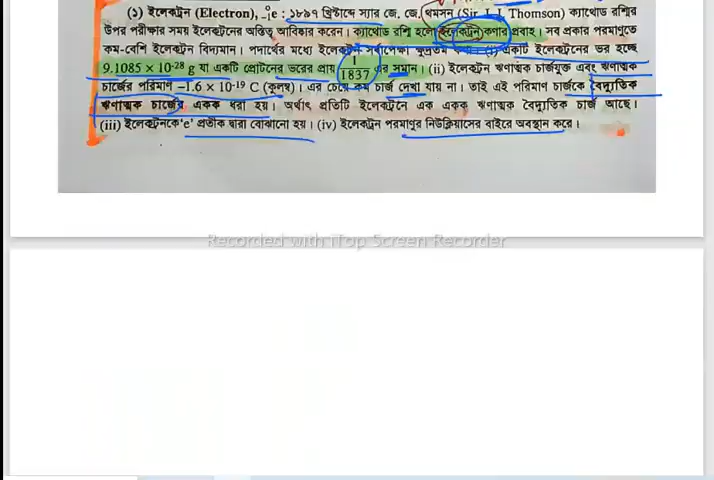 (১) ইলেকট্রন (Electron), ₋₁⁰e : ১৮৯৭ খ্রিস্টাব্দে স্যার জে. জে. থমসন (Sir J. J. Thomson) ক্যাথোড রশ্মির
উপর পরীক্ষার সময় ইলেকট্রনের অস্তিত্ব আবিষ্কার করেন। ক্যাথোড রশ্মি হলো ইলেকট্রন কণার প্রবাহ। সব প্রকার পরমাণুতে
কম-বেশি ইলেকট্রন বিদ্যমান। পদার্থের মধ্যে ইলেকট্রন সর্বাপেক্ষা ক্ষুদ্রতম কণা। (i) একটি ইলেকট্রনের ভর হচ্ছে
9.1085 × 10⁻²⁸ g যা একটি প্রোটনের ভরের প্রায় 1/1837 এর সমান। (ii) ইলেকট্রন ঋণাত্মক চার্জযুক্ত এবং ঋণাত্মক
চার্জের পরিমাণ –1.6 × 10⁻¹⁹ C (কুলম্ব)। এর চেয়ে কম চার্জ দেখা যায় না। তাই এই পরিমাণ চার্জকে বৈদ্যুতিক
ঋণাত্মক চার্জের একক ধরা হয়। অর্থাৎ প্রতিটি ইলেকট্রনে এক একক ঋণাত্মক বৈদ্যুতিক চার্জ আছে।
(iii) ইলেকট্রনকে 'e' প্রতীক দ্বারা বোঝানো হয়। (iv) ইলেকট্রন পরমাণুর নিউক্লিয়াসের বাইরে অবস্থান করে।
Recorded with iTop Screen Recorder